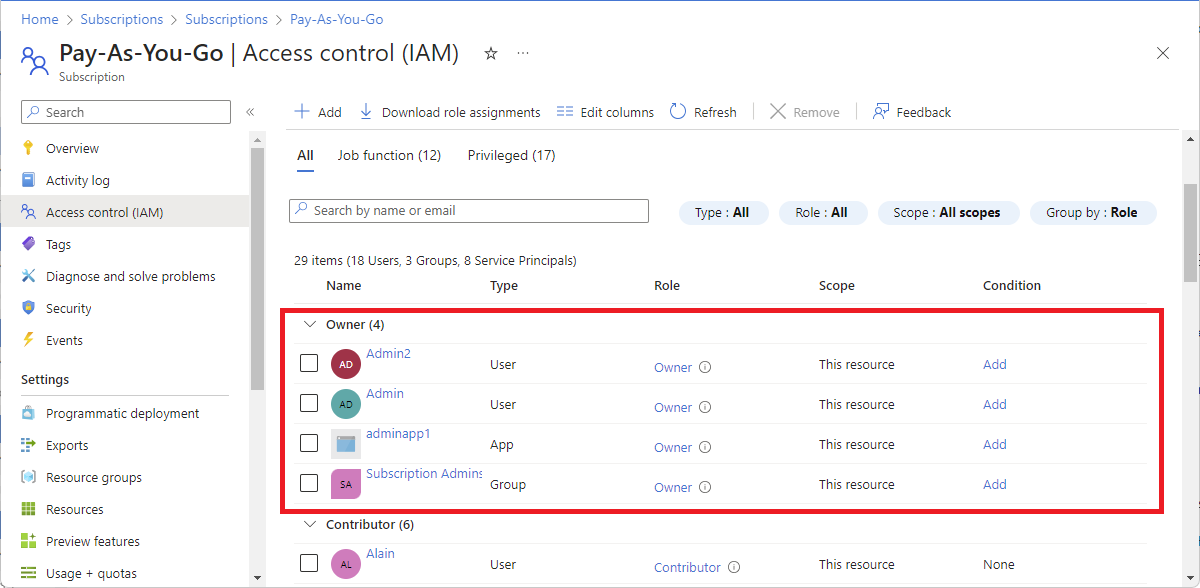 Home > Subscriptions > Subscriptions > Pay-As-You-Go
Pay-As-You-Go | Access control (IAM)
Subscription
Search
Overview
Activity log
Access control (IAM)
Tags
Diagnose and solve problems
Security
Events
Settings
Programmatic deployment
Exports
Resource groups
Resources
Preview features
Usage + quotas
Add Download role assignments Edit columns Refresh Remove Feedback
All Job function (12) Privileged (17)
Search by name or email Type : All Role : All Scope : All scopes Group by : Role
29 items (18 Users, 3 Groups, 8 Service Principals)
Name Type Role Scope Condition
Owner (4)
AD Admin2 User Owner This resource Add
AD Admin User Owner This resource Add
adminapp1 App Owner This resource Add
SA Subscription Admins Group Owner This resource Add
Contributor (6)
AL Alain User Contributor This resource None